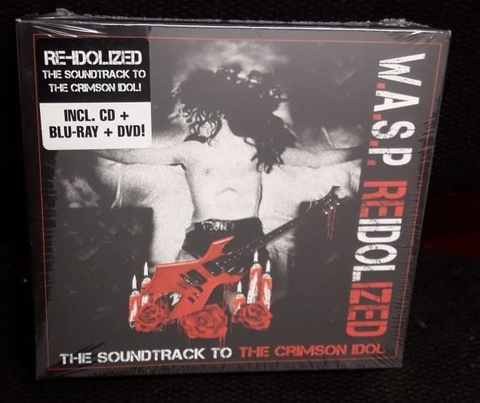 RE-IDOLIZED
THE SOUNDTRACK TO
THE CRIMSON IDOL!
INCL. CD +
BLU-RAY + DVD!
W.A.S.P. REIDOLIZED
THE SOUNDTRACK TO THE CRIMSON IDOL